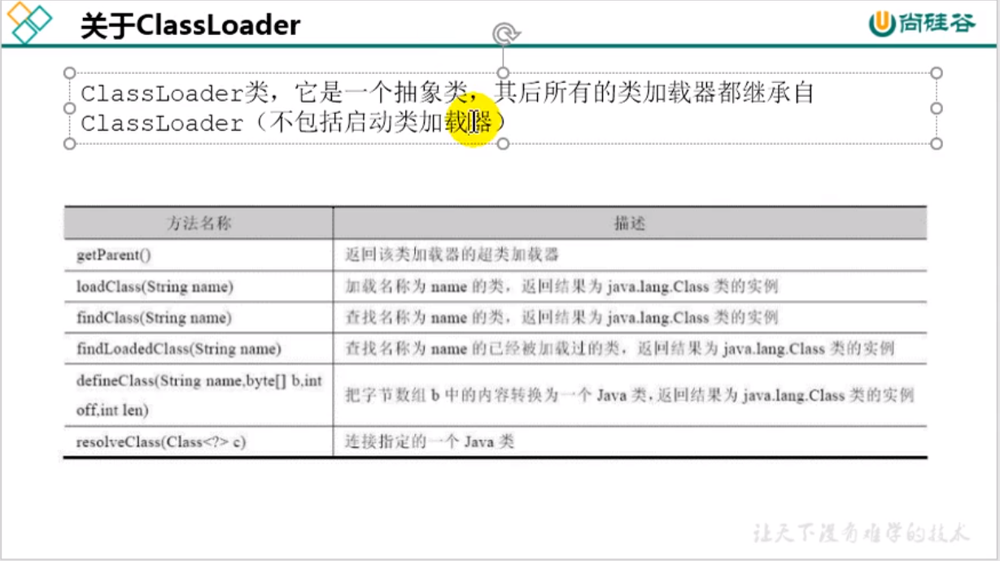 关于ClassLoader
尚硅谷
ClassLoader类，它是一个抽象类，其后所有的类加载器都继承自
ClassLoader（不包括启动类加载器）
方法名称 描述
getParent() 返回该类加载器的超类加载器
loadClass(String name) 加载名称为 name 的类，返回结果为 java.lang.Class 类的实例
findClass(String name) 查找名称为 name 的类，返回结果为 java.lang.Class 类的实例
findLoadedClass(String name) 查找名称为 name 的已经被加载过的类，返回结果为 java.lang.Class 类的实例
defineClass(String name,byte[] b,int
off,int len) 把字节数组 b 中的内容转换为一个 Java 类，返回结果为 java.lang.Class 类的实例
resolveClass(Class<?> c) 连接指定的一个 Java 类
让天下没有难学的技术